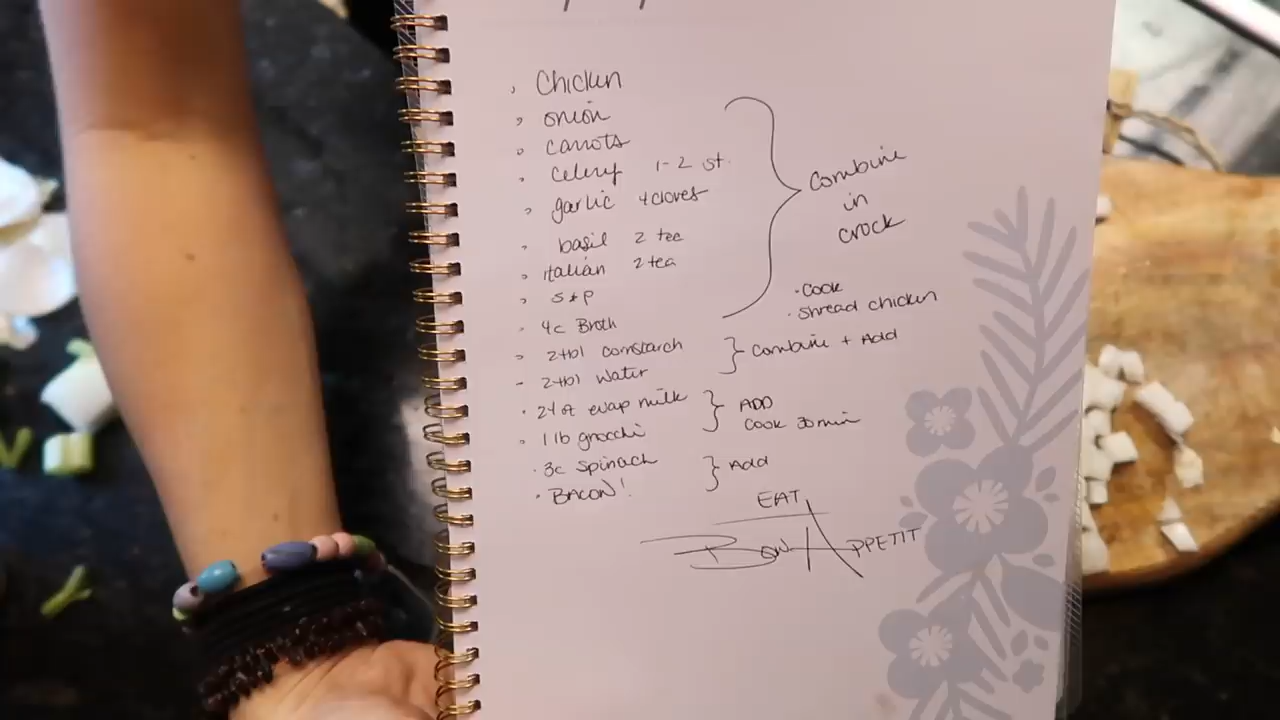 Chicken
onion
carrots
Celery 1-2 st.
garlic 4 cloves
basil 2 tea
italian 2 tea
S + P
4c Broth
Combine
in
crock
• Cook
• Shread chicken
2 tbl cornstarch
2 tbl water
Combine + Add
24 oz evap milk
1 lb gnocchi
ADD
Cook 30 min
3c Spinach
BACON!
Add
EAT
BON APPETIT